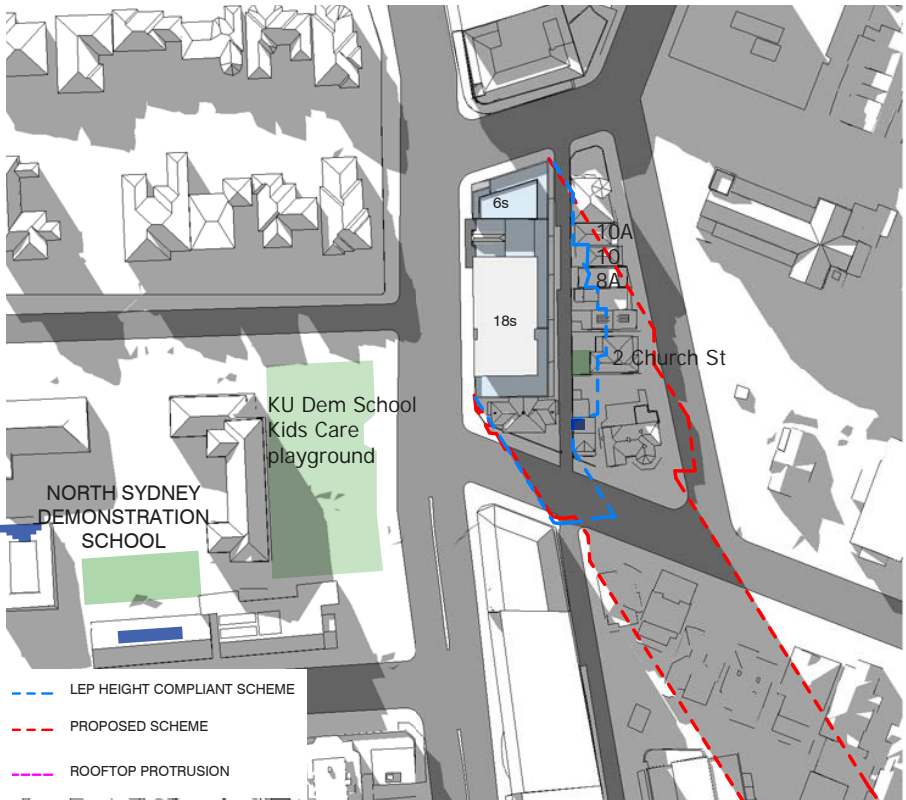 6s
10A
10
8A
18s
2 Church St
KU Dem School
Kids Care
playground
NORTH SYDNEY
DEMONSTRATION
SCHOOL
LEP HEIGHT COMPLIANT SCHEME
PROPOSED SCHEME
ROOFTOP PROTRUSION